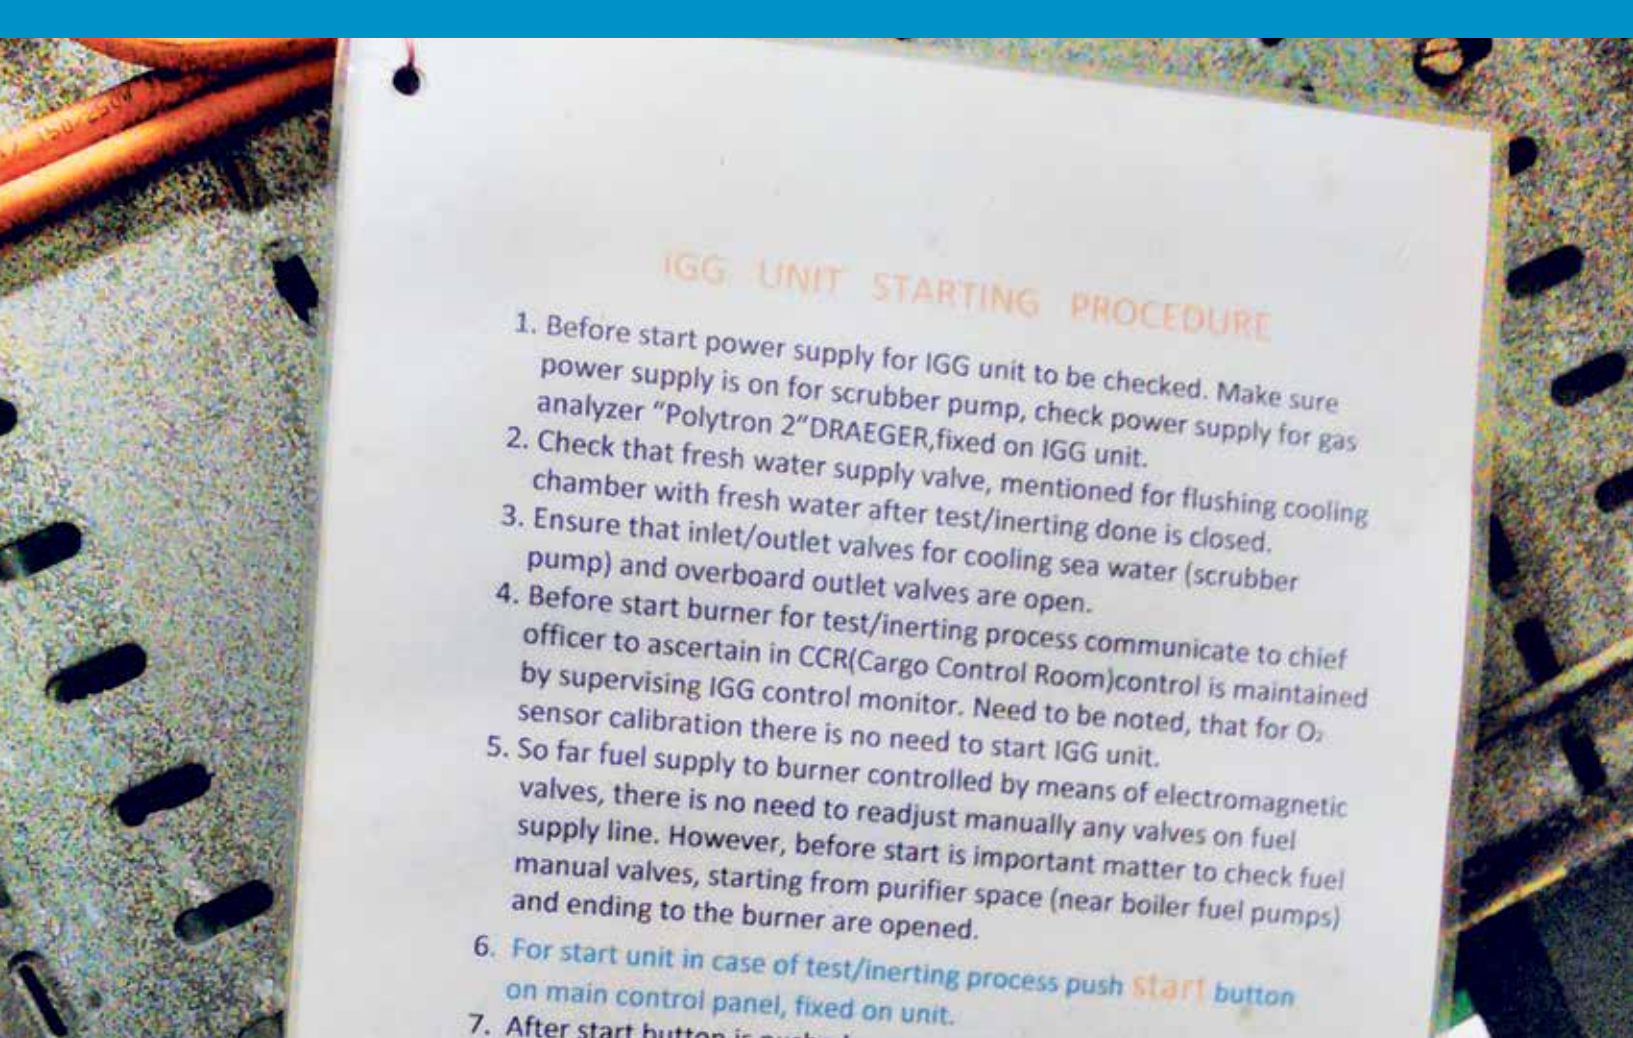 IGG UNIT STARTING PROCEDURE
1. Before start power supply for IGG unit to be checked. Make sure
power supply is on for scrubber pump, check power supply for gas
analyzer "Polytron 2"DRAEGER,fixed on IGG unit.
2. Check that fresh water supply valve, mentioned for flushing cooling
chamber with fresh water after test/inerting done is closed.
3. Ensure that inlet/outlet valves for cooling sea water (scrubber
pump) and overboard outlet valves are open.
4. Before start burner for test/inerting process communicate to chief
officer to ascertain in CCR(Cargo Control Room)control is maintained
by supervising IGG control monitor. Need to be noted, that for O₂
sensor calibration there is no need to start IGG unit.
5. So far fuel supply to burner controlled by means of electromagnetic
valves, there is no need to readjust manually any valves on fuel
supply line. However, before start is important matter to check fuel
manual valves, starting from purifier space (near boiler fuel pumps)
and ending to the burner are opened.
6. For start unit in case of test/inerting process push start button
on main control panel, fixed on unit.
7. After start button is